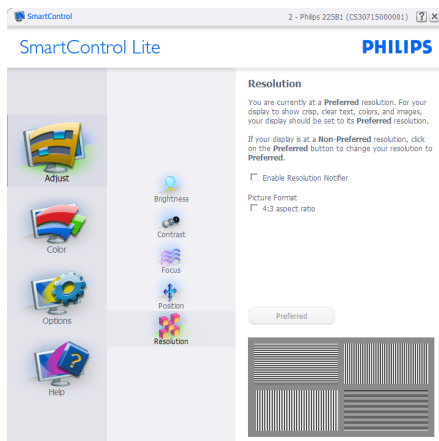 SmartControl
2 - Philips 225B1 (CS30715000001)
SmartControl Lite
PHILIPS
Adjust
Color
Options
Help
Brightness
Contrast
Focus
Position
Resolution
Resolution
You are currently at a Preferred resolution. For your
display to show crisp, clear text, colors, and images,
your display should be set to its Preferred resolution.
If your display is at a Non-Preferred resolution, click
on the Preferred button to change your resolution to
Preferred.
Enable Resolution Notifier
Picture Format
4:3 aspect ratio
Preferred